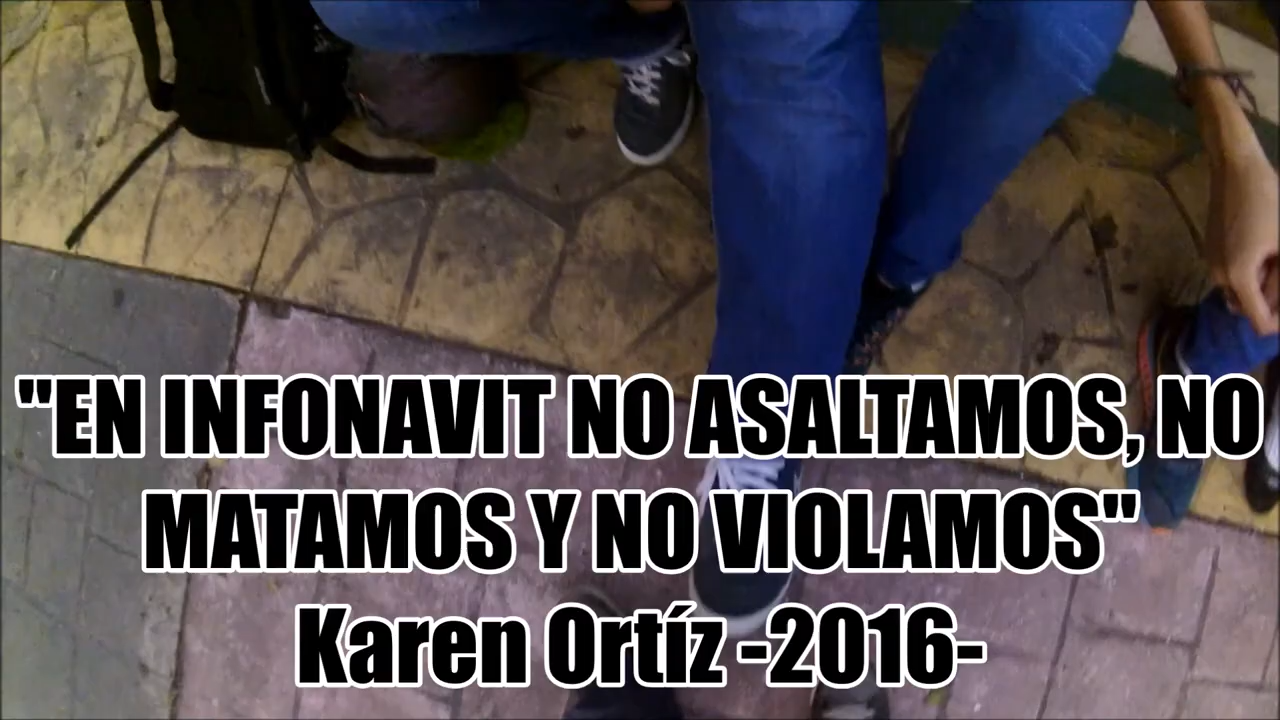 "EN INFONAVIT NO ASALTAMOS, NO
MATAMOS Y NO VIOLAMOS"
Karen Ortíz -2016-